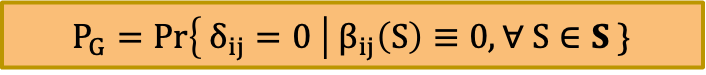 P_G = Pr{ δ_ij = 0 | β_ij(S) ≡ 0, ∀ S ∈ 𝐒 }